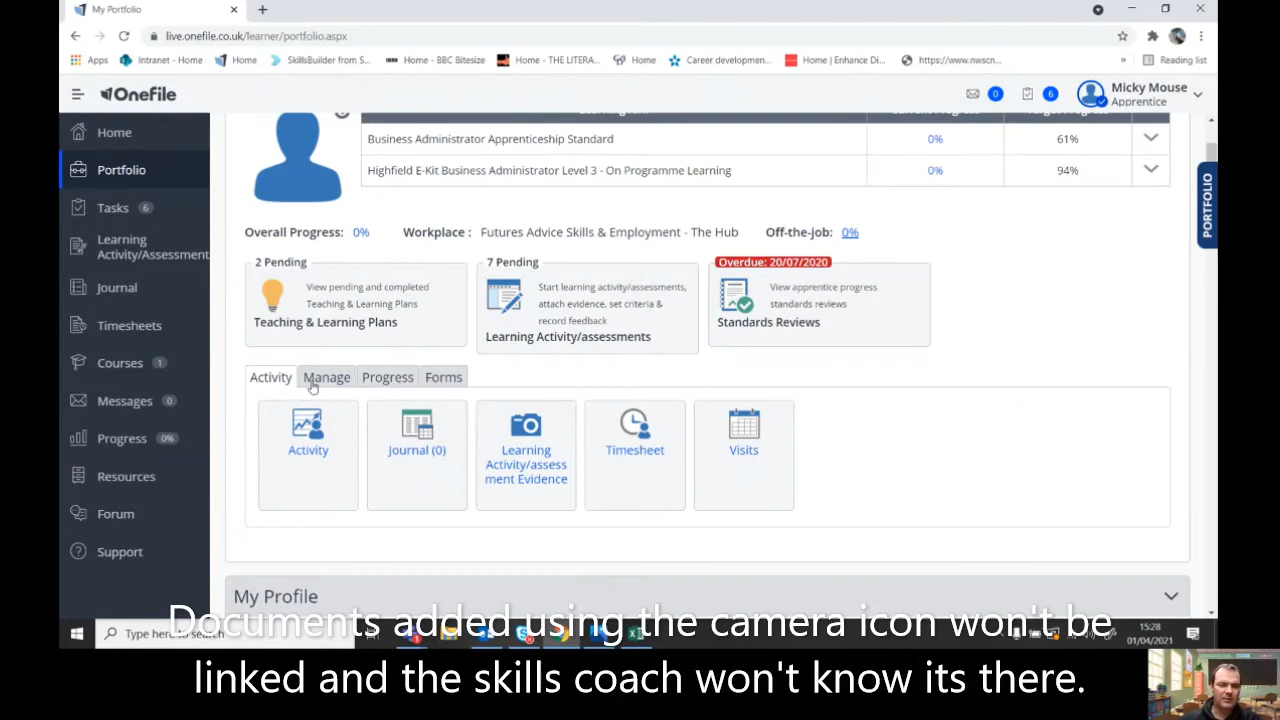 My Portfolio
live.onefile.co.uk/learner/portfolio.aspx
Apps Intranet - Home Home SkillsBuilder from S... Home - BBC Bitesize Home - THE LITERA... Home Career developmen... Home | Enhance Di... https://www.nwscn... » Reading list
Onefile
0 6 Micky Mouse
Apprentice
Home
Portfolio
Tasks 6
Learning
Activity/Assessment
Journal
Timesheets
Courses 1
Messages 0
Progress 0%
Resources
Forum
Support
Business Administrator Apprenticeship Standard 0% 61%
Highfield E-Kit Business Administrator Level 3 - On Programme Learning 0% 94%
PORTFOLIO
Overall Progress: 0% Workplace : Futures Advice Skills & Employment - The Hub Off-the-job: 0%
2 Pending
View pending and completed
Teaching & Learning Plans
Teaching & Learning Plans
7 Pending
Start learning activity/assessments,
attach evidence, set criteria &
record feedback
Learning Activity/assessments
Overdue: 20/07/2020
View apprentice progress
standards reviews
Standards Reviews
Activity Manage Progress Forms
Activity
Journal (0)
Learning
Activity/assess
ment Evidence
Timesheet
Visits
My Profile
Type here to search
15:28
01/04/2021
Documents added using the camera icon won't be
linked and the skills coach won't know its there.